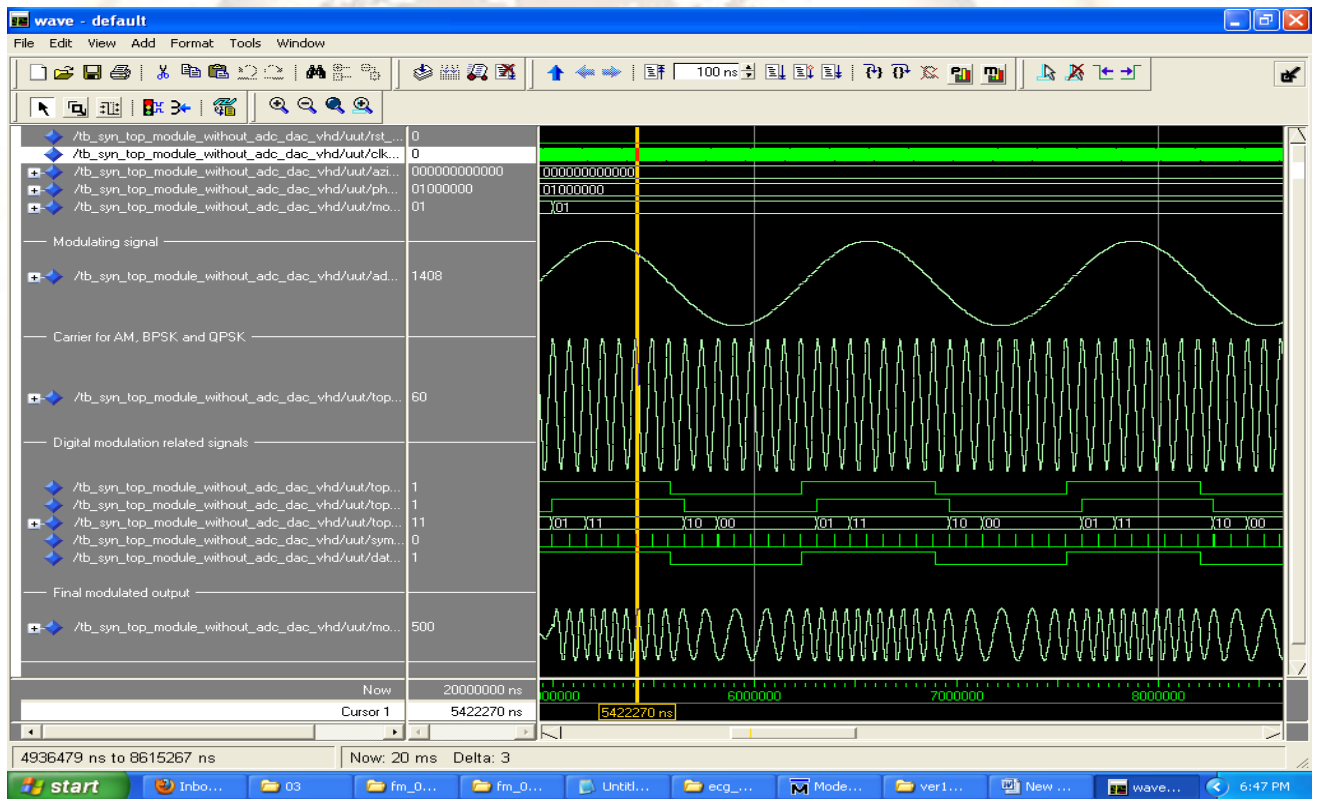 wave - default
File Edit View Add Format Tools Window
100 ns
/tb_syn_top_module_without_adc_dac_vhd/uut/rst_... 0
/tb_syn_top_module_without_adc_dac_vhd/uut/clk... 0
/tb_syn_top_module_without_adc_dac_vhd/uut/azi... 000000000000 000000000000
/tb_syn_top_module_without_adc_dac_vhd/uut/ph... 01000000 01000000
/tb_syn_top_module_without_adc_dac_vhd/uut/mo... 01 01
Modulating signal
/tb_syn_top_module_without_adc_dac_vhd/uut/ad... 1408
Carrier for AM, BPSK and QPSK
/tb_syn_top_module_without_adc_dac_vhd/uut/top... 60
Digital modulation related signals
/tb_syn_top_module_without_adc_dac_vhd/uut/top... 1
/tb_syn_top_module_without_adc_dac_vhd/uut/top... 1
/tb_syn_top_module_without_adc_dac_vhd/uut/top... 11 01 11 10 00 01 11 10 00 01 11 10 00
/tb_syn_top_module_without_adc_dac_vhd/uut/sym... 0
/tb_syn_top_module_without_adc_dac_vhd/uut/dat... 1
Final modulated output
/tb_syn_top_module_without_adc_dac_vhd/uut/mo... 500
Now 20000000 ns 00000 6000000 7000000 8000000
Cursor 1 5422270 ns 5422270 ns
4936479 ns to 8615267 ns Now: 20 ms Delta: 3
start Inbo... 03 fm_0... fm_0... Untitl... ecg_... Mode... ver1... New ... wave... 6:47 PM